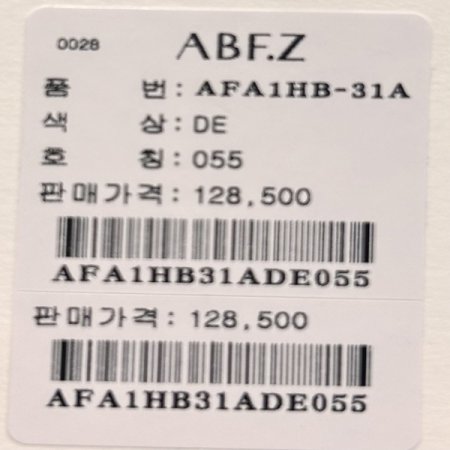 0028 ABF.Z
품 번 : AFA1HB-31A
색 상 : DE
호 칭 : 055
판매가격 : 128,500
AFA1HB31ADE055
판매가격 : 128,500
AFA1HB31ADE055